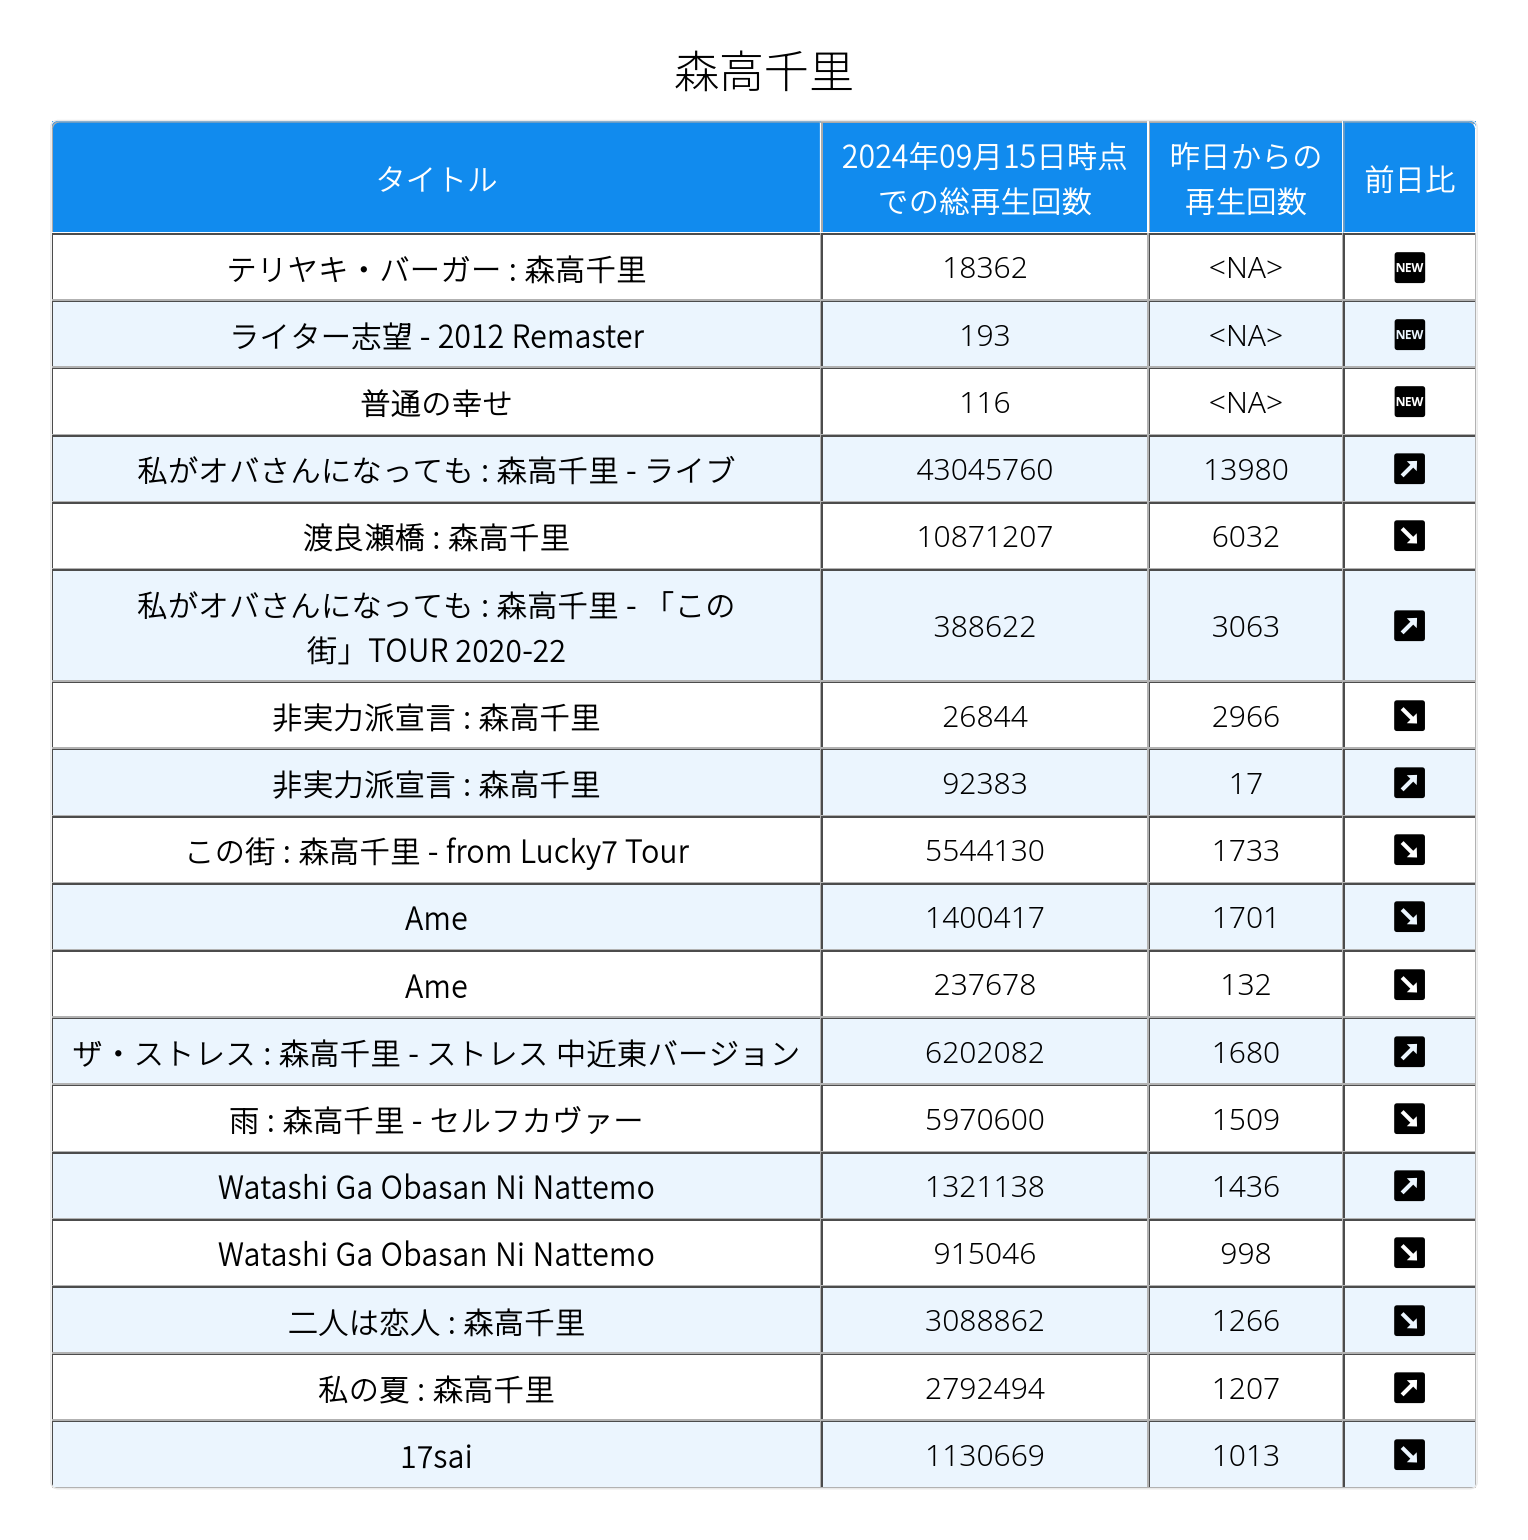 森高千里
タイトル
2024年09月15日時点
での総再生回数
昨日からの
再生回数
前日比
テリヤキ・バーガー : 森高千里 18362 <NA> NEW
ライター志望 - 2012 Remaster 193 <NA> NEW
普通の幸せ 116 <NA> NEW
私がオバさんになっても : 森高千里 - ライブ 43045760 13980
渡良瀬橋 : 森高千里 10871207 6032
私がオバさんになっても : 森高千里 - 「この
街」TOUR 2020-22
388622 3063
非実力派宣言 : 森高千里 26844 2966
非実力派宣言 : 森高千里 92383 17
この街 : 森高千里 - from Lucky7 Tour 5544130 1733
Ame 1400417 1701
Ame 237678 132
ザ・ストレス : 森高千里 - ストレス 中近東バージョン 6202082 1680
雨 : 森高千里 - セルフカヴァー 5970600 1509
Watashi Ga Obasan Ni Nattemo 1321138 1436
Watashi Ga Obasan Ni Nattemo 915046 998
二人は恋人 : 森高千里 3088862 1266
私の夏 : 森高千里 2792494 1207
17sai 1130669 1013